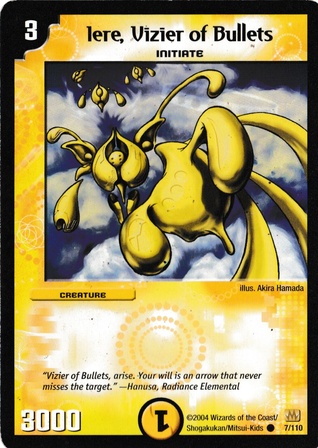 3
Iere, Vizier of Bullets
INITIATE
illus. Akira Hamada
CREATURE
"Vizier of Bullets, arise. Your will is an arrow that never
misses the target." —Hanusa, Radiance Elemental
3000
1
©2004 Wizards of the Coast/
Shogakukan/Mitsui-Kids
7/110